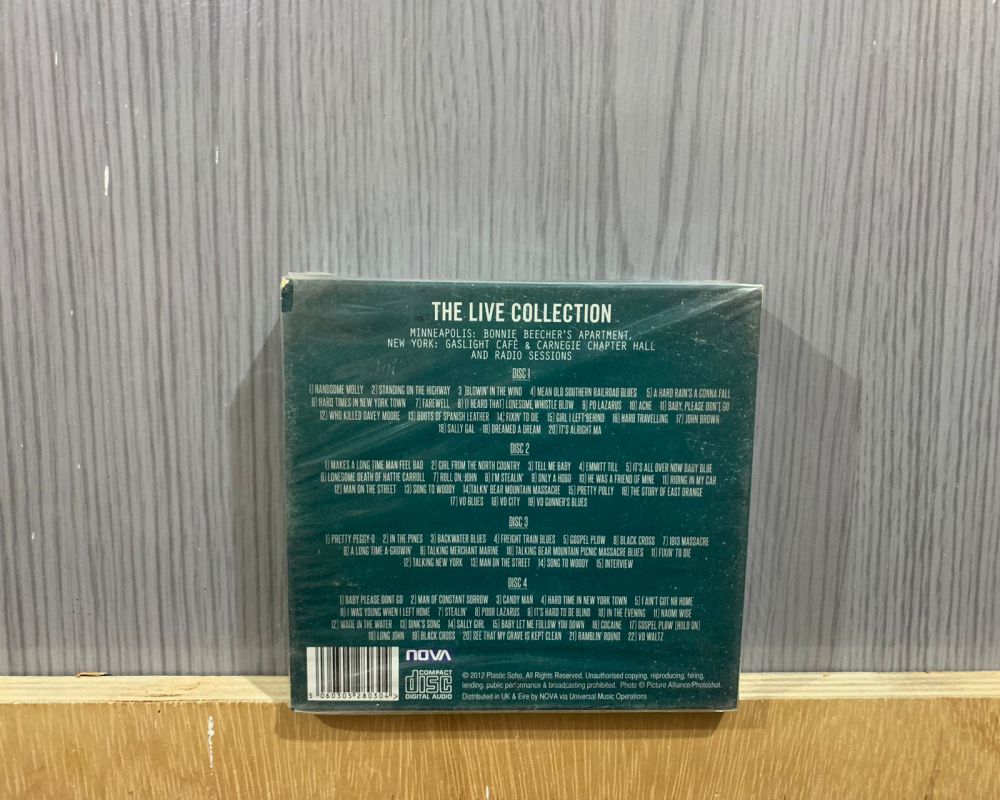 THE LIVE COLLECTION
MINNEAPOLIS: BONNIE BEECHER'S APARTMENT,
NEW YORK: GASLIGHT CAFÉ & CARNEGIE CHAPTER HALL
AND RADIO SESSIONS
DISC 1
1) HANDSOME MOLLY 2) STANDING ON THE HIGHWAY 3) BLOWIN' IN THE WIND 4) MEAN OLD SOUTHERN RAILROAD BLUES 5) A HARD RAIN'S A GONNA FALL
6) HARD TIMES IN NEW YORK TOWN 7) FAREWELL 8) (I HEARD THAT) LONESOME WHISTLE BLOW 9) PO LAZARUS 10) ACNE 11) BABY, PLEASE DON'T GO
12) WHO KILLED DAVEY MOORE 13) BOOTS OF SPANISH LEATHER 14) FIXIN' TO DIE 15) GIRL I LEFT BEHIND 16) HARD TRAVELLING 17) JOHN BROWN
18) SALLY GAL 19) DREAMED A DREAM 20) IT'S ALRIGHT MA
DISC 2
1) MAKES A LONG TIME MAN FEEL BAD 2) GIRL FROM THE NORTH COUNTRY 3) TELL ME BABY 4) EMMITT TILL 5) IT'S ALL OVER NOW BABY BLUE
6) LONESOME DEATH OF HATTIE CARROLL 7) ROLL ON, JOHN 8) I'M STEALIN' 9) ONLY A HOBO 10) HE WAS A FRIEND OF MINE 11) RIDING IN MY CAR
12) MAN ON THE STREET 13) SONG TO WOODY 14) TALKN' BEAR MOUNTAIN MASSACRE 15) PRETTY POLLY 16) THE STORY OF EAST ORANGE
17) VD BLUES 18) VD CITY 19) VD GUNNER'S BLUES
DISC 3
1) PRETTY PEGGY-O 2) IN THE PINES 3) BACKWATER BLUES 4) FREIGHT TRAIN BLUES 5) GOSPEL PLOW 6) BLACK CROSS 7) 1913 MASSACRE
8) A LONG TIME A-GROWIN' 9) TALKING MERCHANT MARINE 10) TALKING BEAR MOUNTAIN PICNIC MASSACRE BLUES 11) FIXIN' TO DIE
12) TALKING NEW YORK 13) MAN ON THE STREET 14) SONG TO WOODY 15) INTERVIEW
DISC 4
1) BABY PLEASE DONT GO 2) MAN OF CONSTANT SORROW 3) CANDY MAN 4) HARD TIME IN NEW YORK TOWN 5) I AIN'T GOT NO HOME
6) I WAS YOUNG WHEN I LEFT HOME 7) STEALIN' 8) POOR LAZARUS 9) IT'S HARD TO BE BLIND 10) IN THE EVENING 11) NAOMI WISE
12) WADE IN THE WATER 13) DINK'S SONG 14) SALLY GIRL 15) BABY LET ME FOLLOW YOU DOWN 16) COCAINE 17) GOSPEL PLOW (HOLD ON)
18) LONG JOHN 19) BLACK CROSS 20) SEE THAT MY GRAVE IS KEPT CLEAN 21) RAMBLIN' ROUND 22) VD WALTZ
NOVA
COMPACT
disc
DIGITAL AUDIO
5 060305 280304 >
© 2012 Plastic Soho. All Rights Reserved. Unauthorised copying, reproducing, hiring,
lending, public performance & broadcasting prohibited. Photo © Picture Alliance/Photoshot.
Distributed in UK & Eire by NOVA via Universal Music Operations